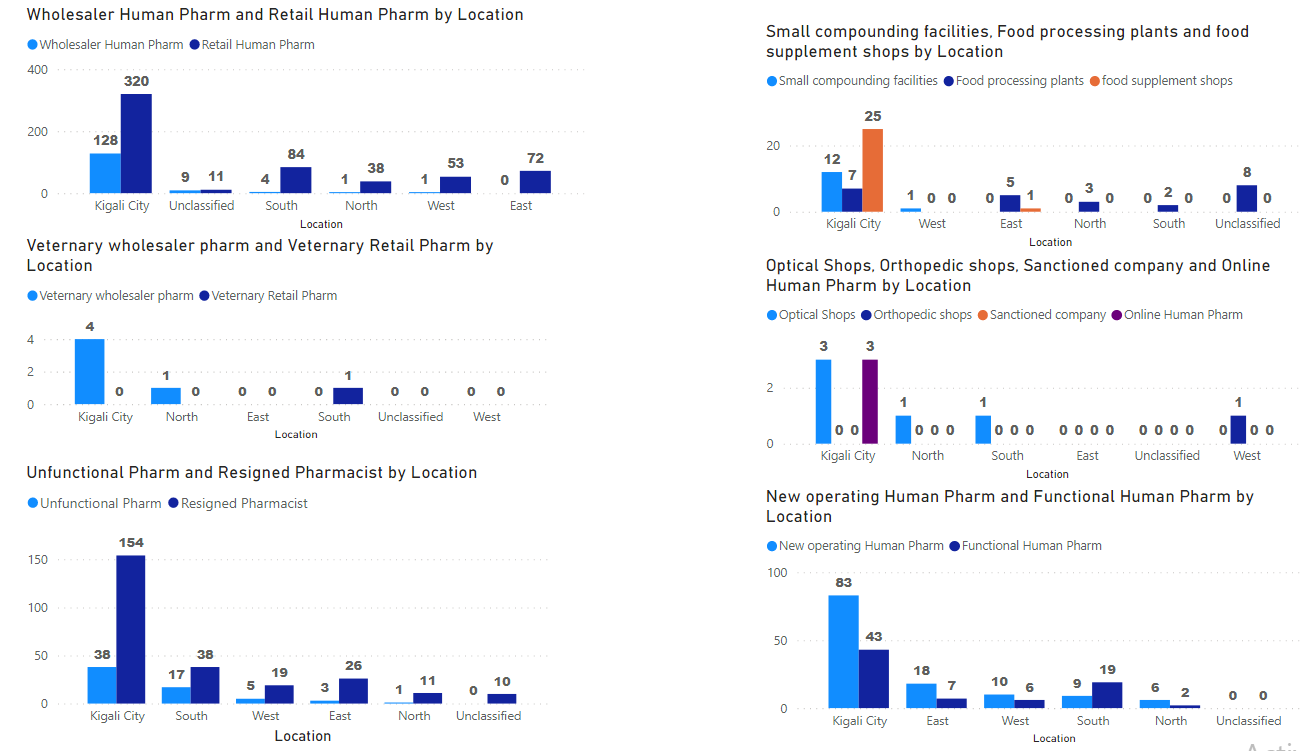 Wholesaler Human Pharm and Retail Human Pharm by Location
Wholesaler Human Pharm Retail Human Pharm
400
200
0
128 320 9 11 4 84 1 38 1 53 0 72
Kigali City Unclassified South North West East
Location
Veternary wholesaler pharm and Veternary Retail Pharm by
Location
Veternary wholesaler pharm Veternary Retail Pharm
4
2
0
4 0 1 0 0 0 0 1 0 0 0 0
Kigali City North East South Unclassified West
Location
Unfunctional Pharm and Resigned Pharmacist by Location
Unfunctional Pharm Resigned Pharmacist
150
100
50
0
38 154 17 38 5 19 3 26 1 11 0 10
Kigali City South West East North Unclassified
Location
Small compounding facilities, Food processing plants and food
supplement shops by Location
Small compounding facilities Food processing plants food supplement shops
20
0
12 7 25 1 0 0 0 5 1 0 3 0 0 2 0 0 8 0
Kigali City West East North South Unclassified
Location
Optical Shops, Orthopedic shops, Sanctioned company and Online
Human Pharm by Location
Optical Shops Orthopedic shops Sanctioned company Online Human Pharm
2
0
3 0 0 3 1 0 0 0 1 0 0 0 0 0 0 0 0 0 0 0 0 1 0 0
Kigali City North South East Unclassified West
Location
New operating Human Pharm and Functional Human Pharm by
Location
New operating Human Pharm Functional Human Pharm
100
50
0
83 43 18 7 10 6 9 19 6 2 0 0
Kigali City East West South North Unclassified
Location